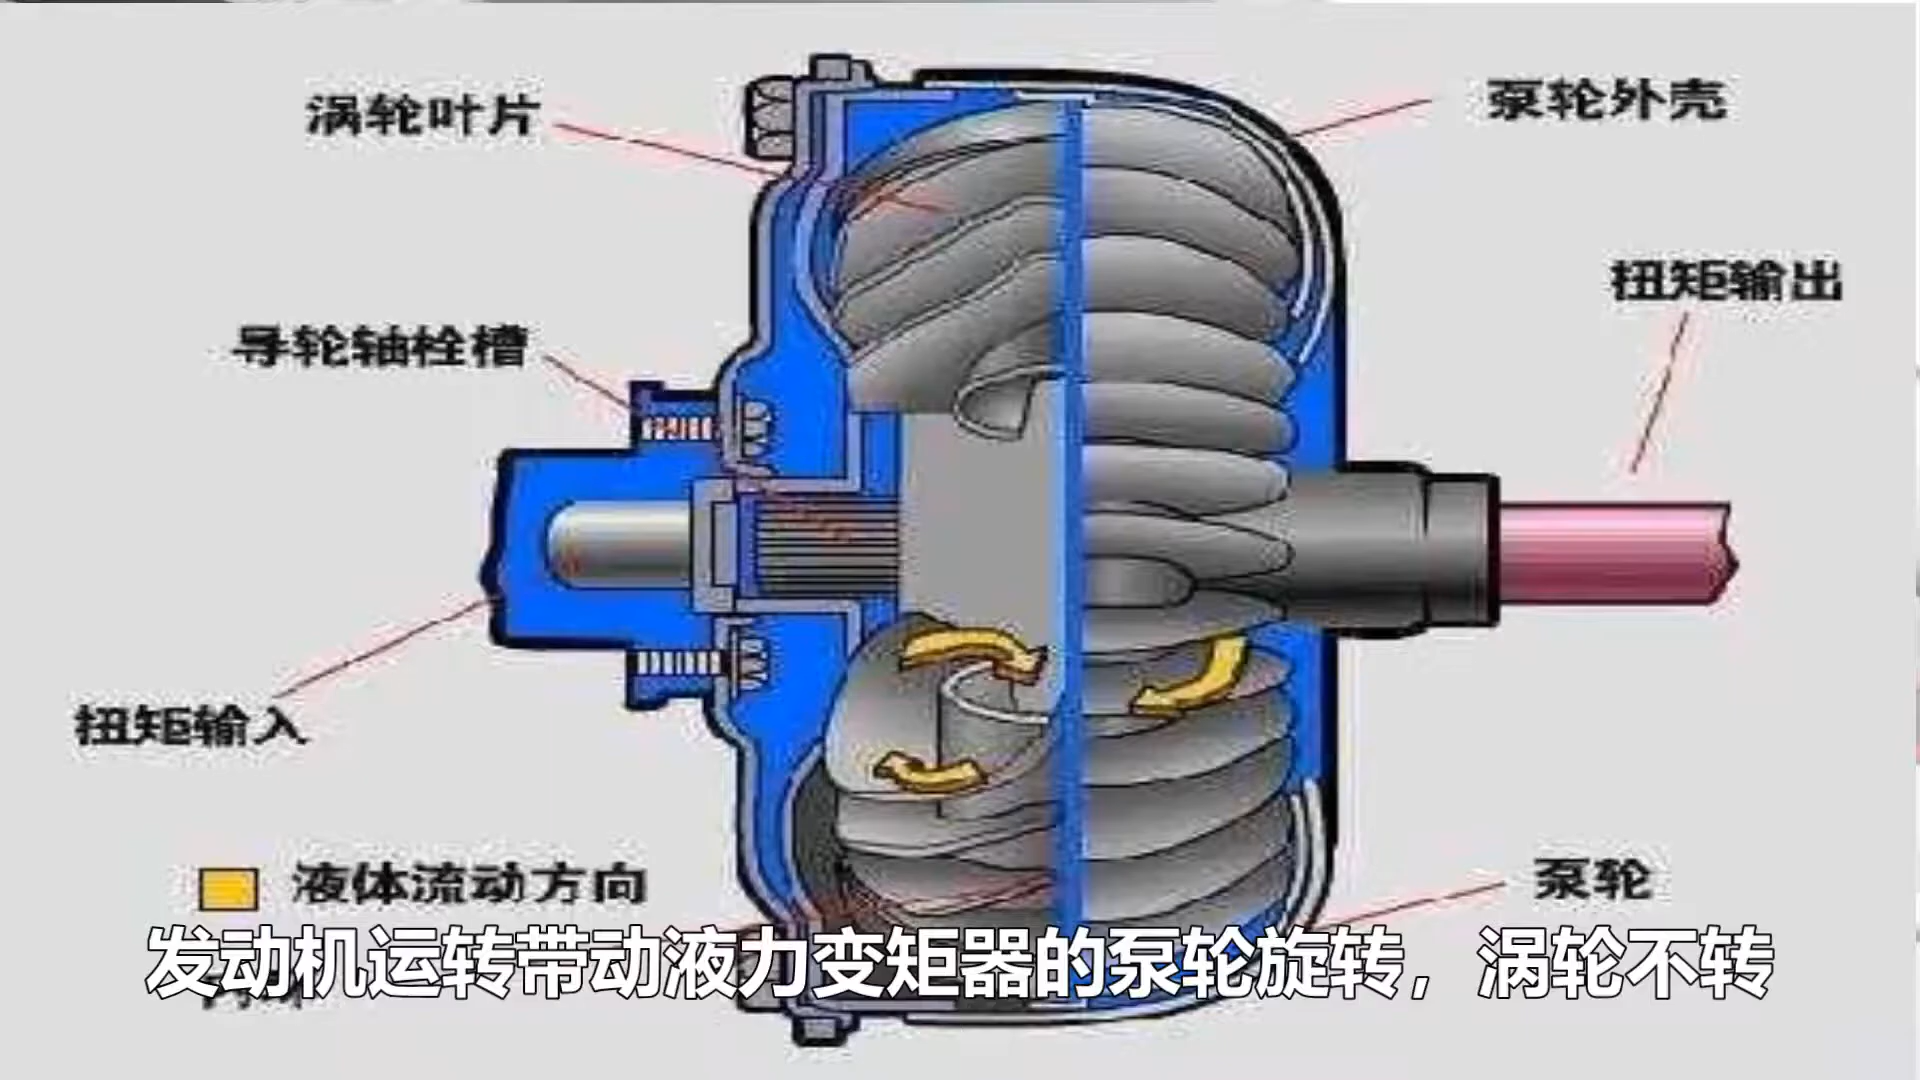 涡轮叶片
泵轮外壳
扭矩输出
导轮轴栓槽
扭矩输入
液体流动方向
泵轮
发动机运转带动液力变矩器的泵轮旋转，涡轮不转